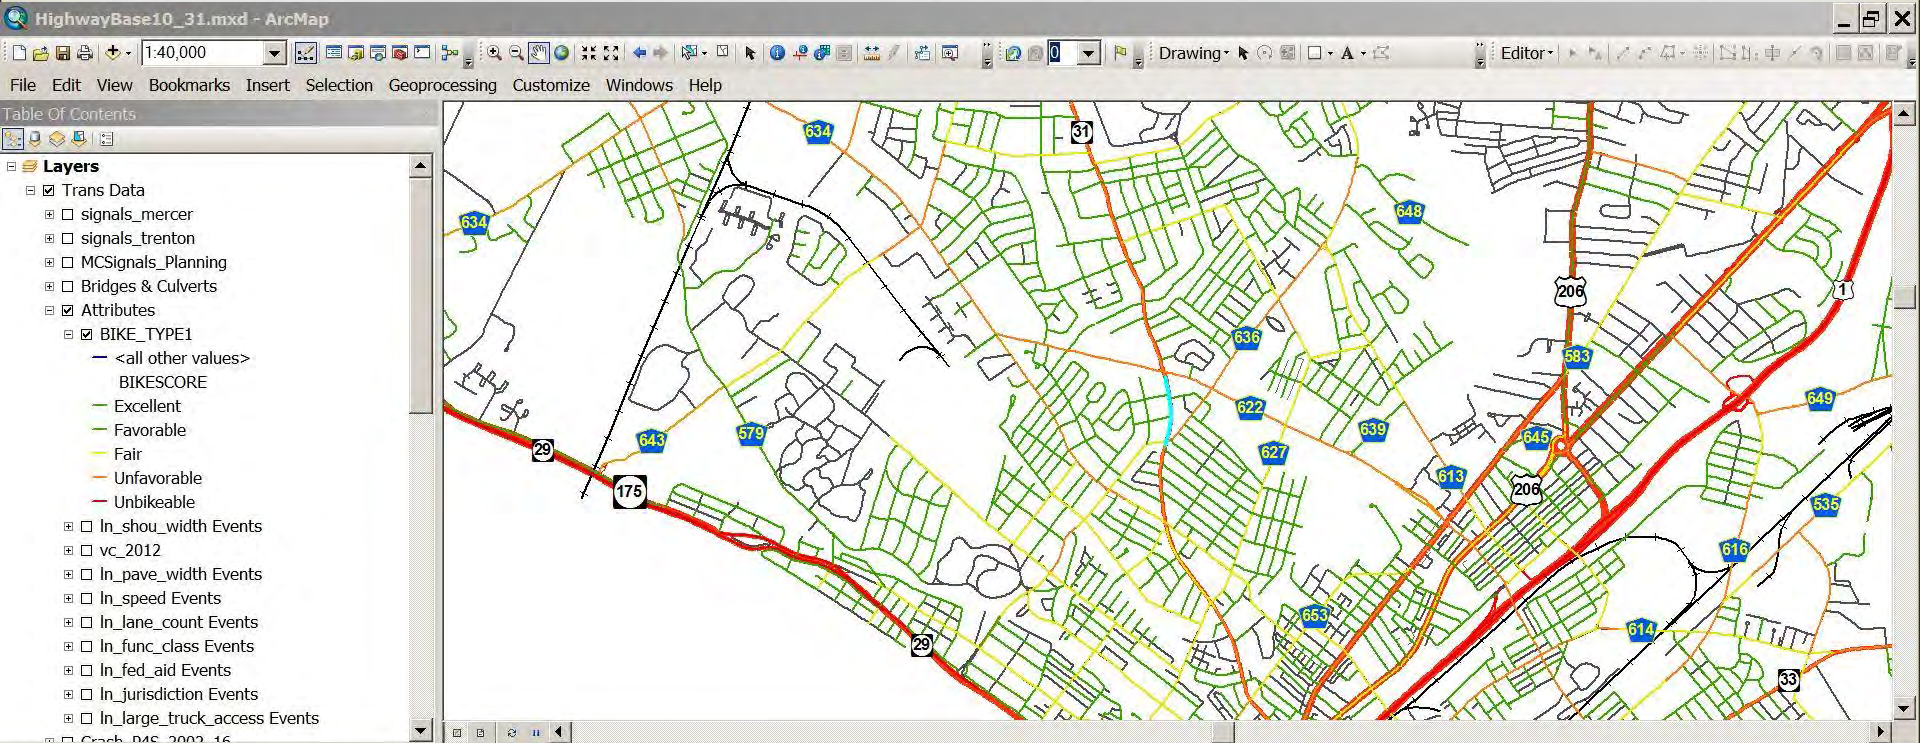 HighwayBase10_31.mxd - ArcMap
1:40,000
0
Drawing
A
Editor
File Edit View Bookmarks Insert Selection Geoprocessing Customize Windows Help
Table Of Contents
Layers
Trans Data
signals_mercer
signals_trenton
MCSignals_Planning
Bridges & Culverts
Attributes
BIKE_TYPE1
<all other values>
BIKESCORE
Excellent
Favorable
Fair
Unfavorable
Unbikeable
ln_shou_width Events
vc_2012
ln_pave_width Events
ln_speed Events
ln_lane_count Events
ln_func_class Events
ln_fed_aid Events
ln_jurisdiction Events
ln_large_truck_access Events
634
31
634
648
206
1
636
583
649
622
639
645
643
579
29
627
613
175
206
535
616
653
614
29
33